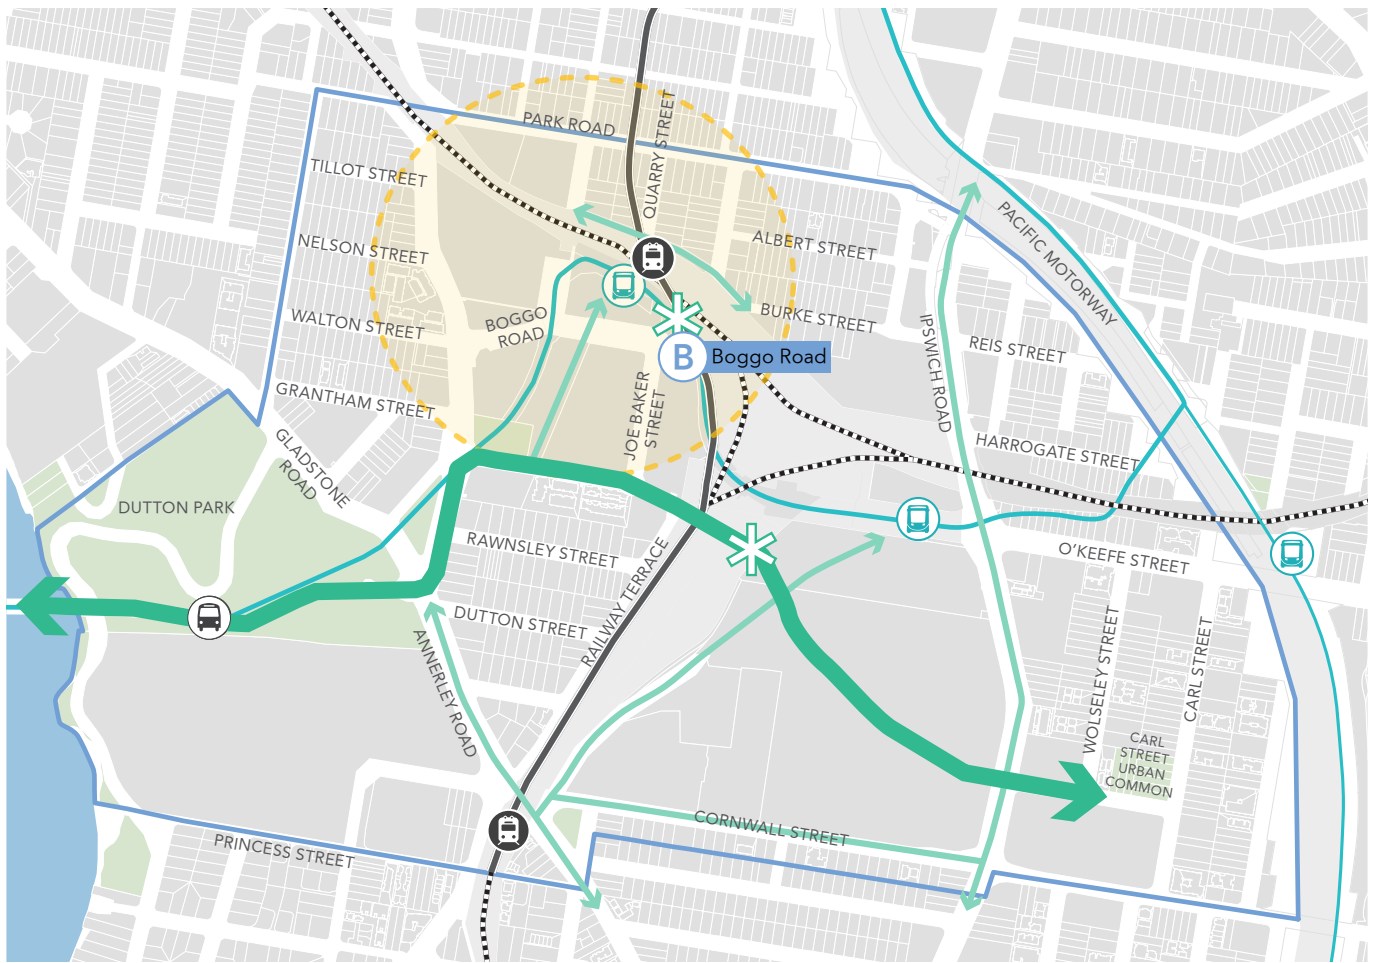 PARK ROAD
QUARRY STREET
TILLOT STREET
PACIFIC MOTORWAY
NELSON STREET
ALBERT STREET
BOGGO
ROAD
WALTON STREET
BURKE STREET
IPSWICH ROAD
REIS STREET
B
Boggo Road
GRANTHAM STREET
JOE BAKER
STREET
GLADSTONE
ROAD
HARROGATE STREET
DUTTON PARK
RAWNSLEY STREET
O'KEEFE STREET
RAILWAY TERRACE
DUTTON STREET
ANNERLEY ROAD
WOLSELEY STREET
CARL STREET
CARL
STREET
URBAN
COMMON
CORNWALL STREET
PRINCESS STREET